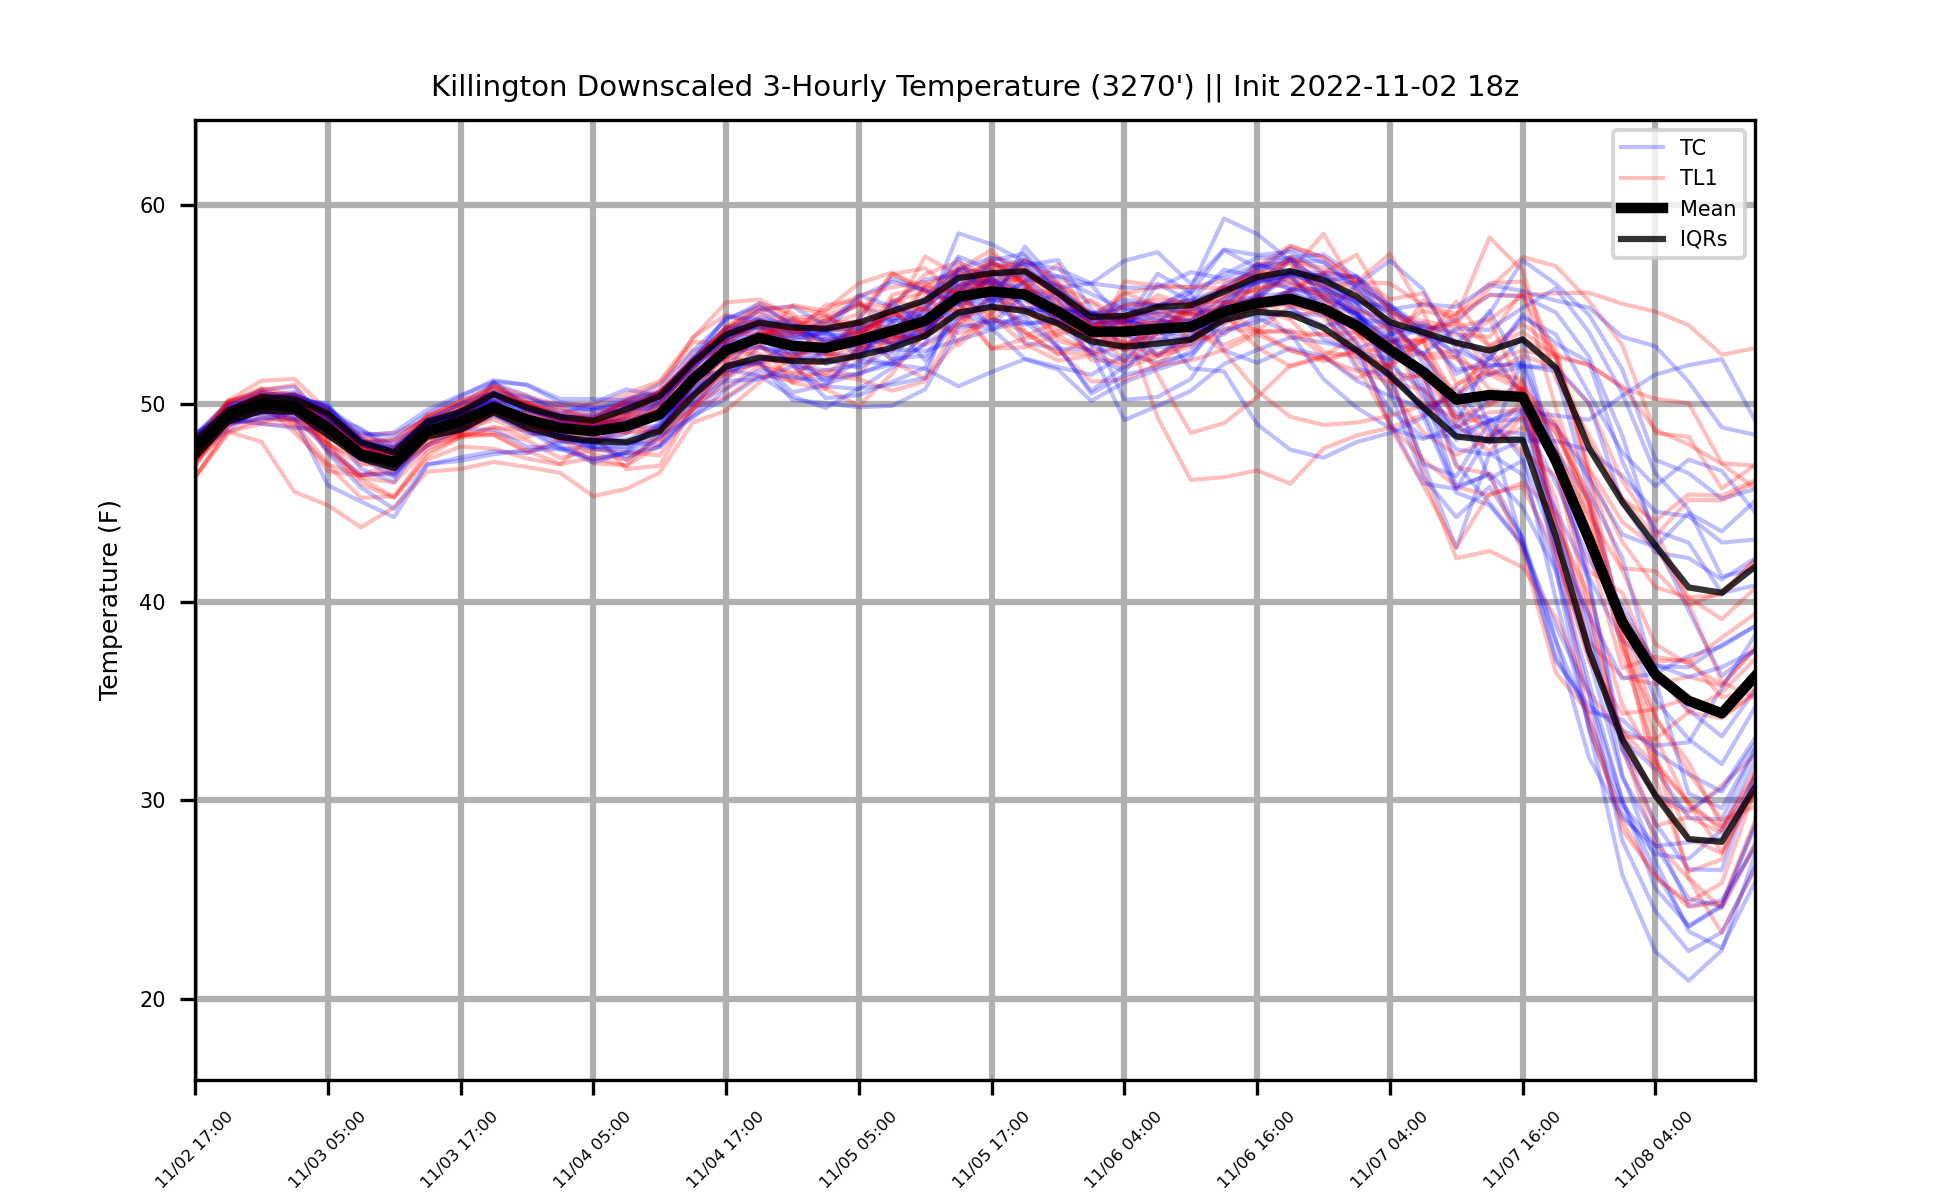 Killington Downscaled 3-Hourly Temperature (3270') || Init 2022-11-02 18z
TC
TL1
Mean
IQRs
Temperature (F)
60
50
40
30
20
11/02 17:00
11/03 05:00
11/03 17:00
11/04 05:00
11/04 17:00
11/05 05:00
11/05 17:00
11/06 04:00
11/06 16:00
11/07 04:00
11/07 16:00
11/08 04:00